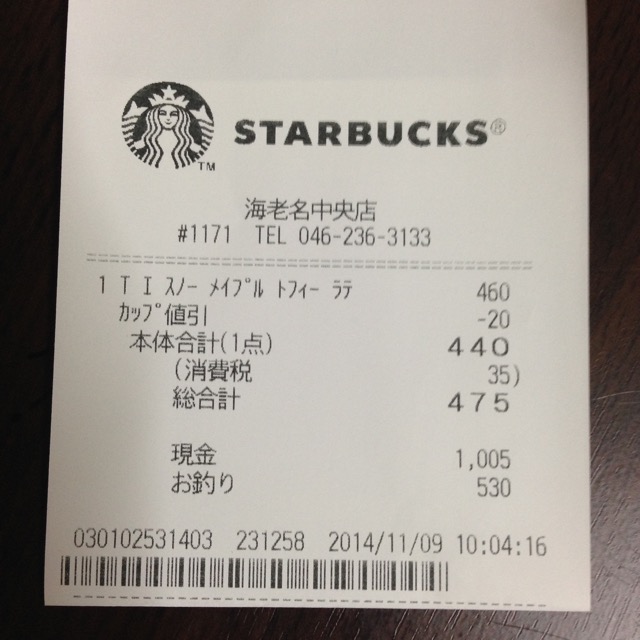 STARBUCKS®
TM
海老名中央店
#1171 TEL 046-236-3133
1 T I ｽﾉｰ ﾒｲﾌﾟﾙ ﾄﾌｨｰ ﾗﾃ 460
ｶｯﾌﾟ値引 -20
本体合計(1点) 440
(消費税 35)
総合計 475
現金 1,005
お釣り 530
030102531403 231258 2014/11/09 10:04:16